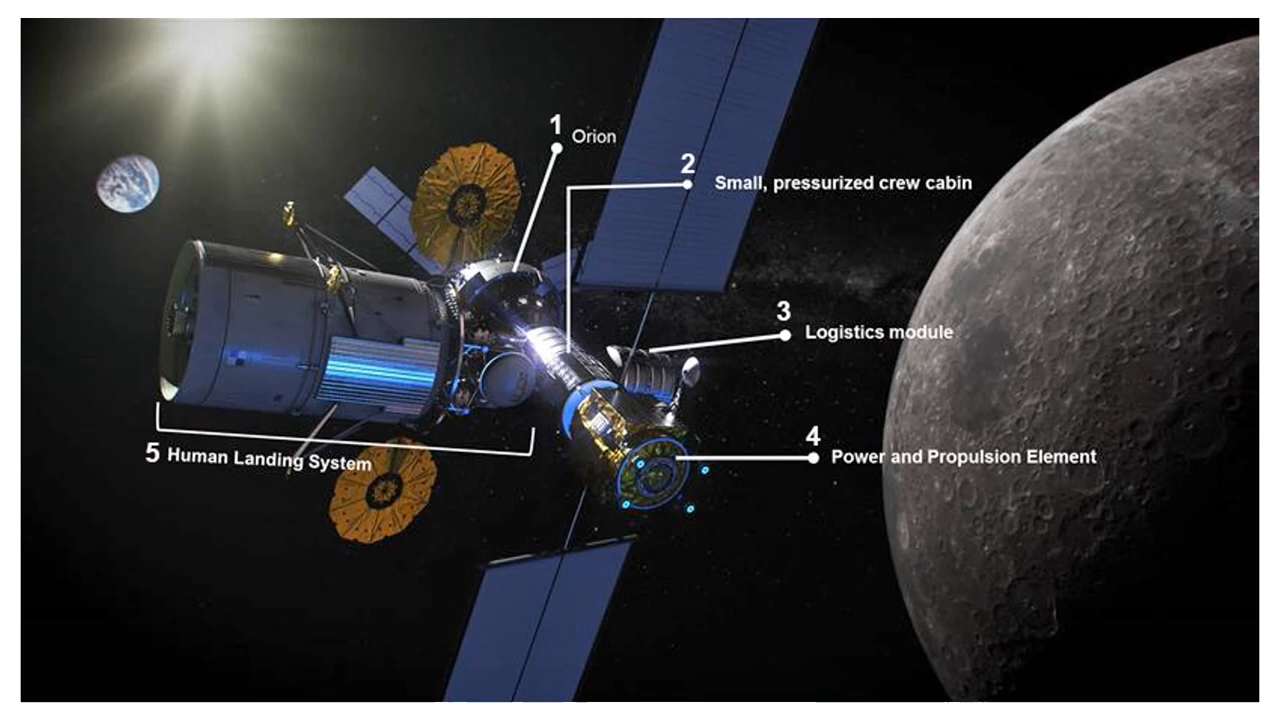 1 Orion
2 Small, pressurized crew cabin
3 Logistics module
4 Power and Propulsion Element
5 Human Landing System